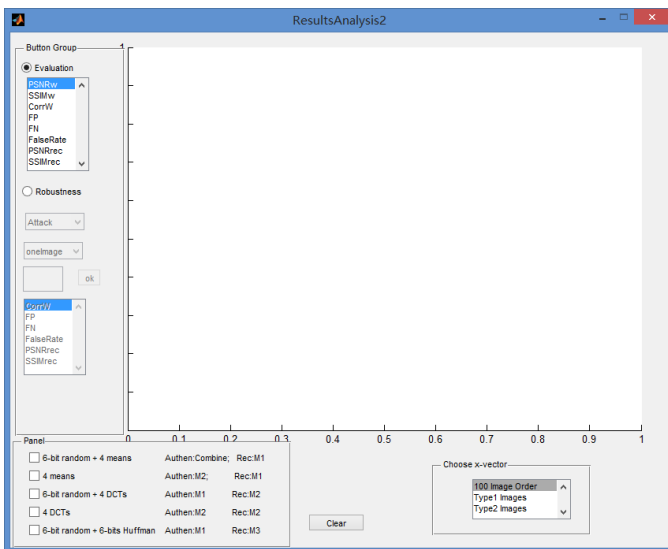 ResultsAnalysis2
Button Group
1
Evaluation
PSNRw
SSIMw
CorrW
FP
FN
FalseRate
PSNRrec
SSIMrec
Robustness
Attack
oneImage
ok
CorrW
FP
FN
FalseRate
PSNRrec
SSIMrec
0 0.1 0.2 0.3 0.4 0.5 0.6 0.7 0.8 0.9 1
Panel
6-bit random + 4 means Authen:Combine; Rec:M1
4 means Authen:M2; Rec:M1
6-bit random + 4 DCTs Authen:M1 Rec:M2
4 DCTs Authen:M2 Rec:M2
6-bit random + 6-bits Huffman Authen:M1 Rec:M3
Clear
Choose x-vector
100 Image Order
Type1 Images
Type2 Images